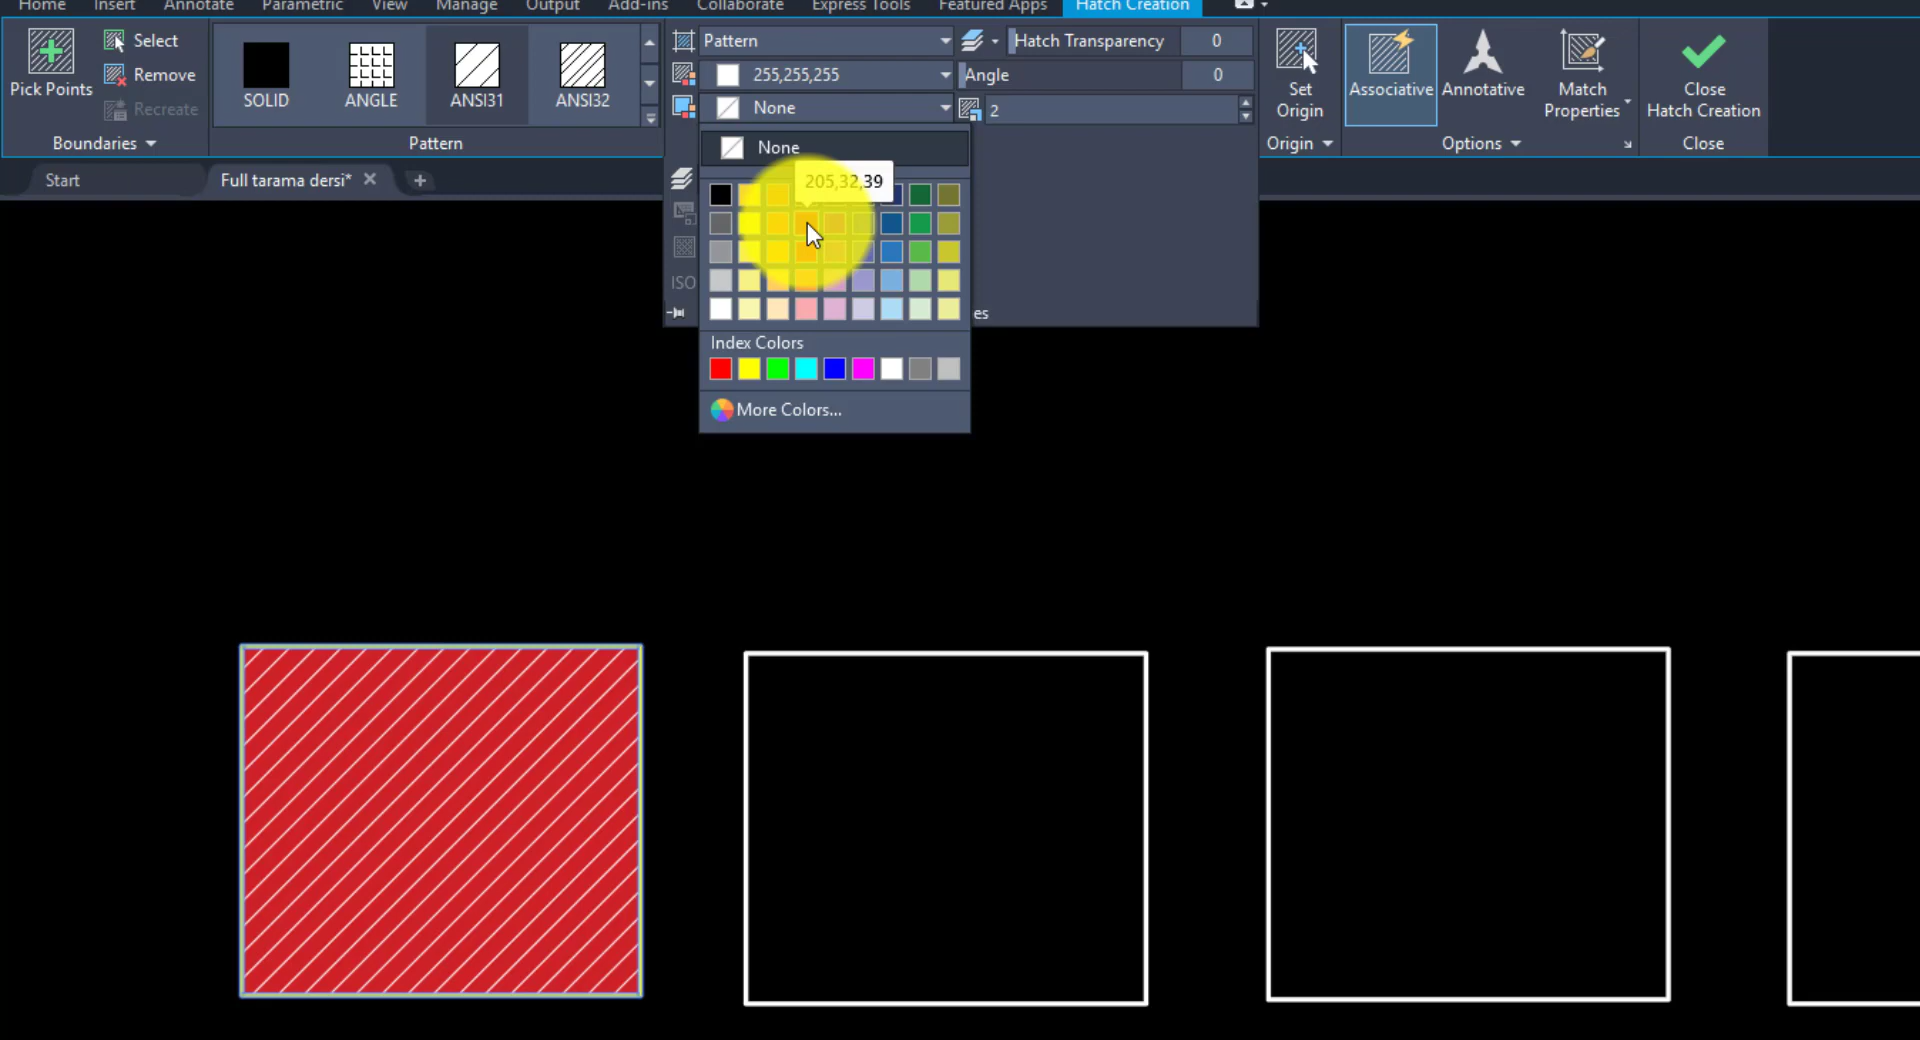 Home Insert Annotate Parametric View Manage Output Add-ins Collaborate Express Tools Featured Apps Hatch Creation
Pick Points
Select
Remove
Recreate
Boundaries
SOLID
ANGLE
ANSI31
ANSI32
Pattern
Pattern
255,255,255
None
Hatch Transparency 0
Angle 0
2
Set
Origin
Origin
Associative
Annotative
Match
Properties
Options
Close
Hatch Creation
Close
Start
Full tarama dersi*
None
205,32,39
ISO
es
Index Colors
More Colors...